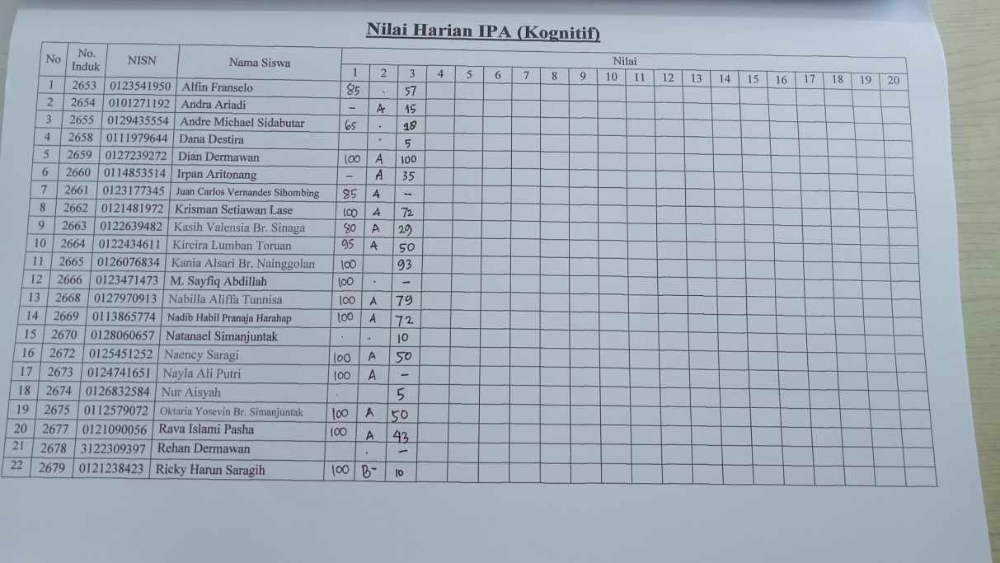 Nilai Harian IPA (Kognitif)
No No. Induk NISN Nama Siswa Nilai
1 2 3 4 5 6 7 8 9 10 11 12 13 14 15 16 17 18 19 20
1 2653 0123541950 Alfin Franselo 85 . 57
2 2654 0101271192 Andra Ariadi - A 15
3 2655 0129435554 Andre Michael Sidabutar 65 .
4 2658 0111979644 Dana Destira . 5
5 2659 0127239272 Dian Dermawan 100 A 100
6 2660 0114853514 Irpan Aritonang - A 35
7 2661 0123177345 Juan Carlos Vernandes Sihombing 85 A -
8 2662 0121481972 Krisman Setiawan Lase 100 A 72
9 2663 0122639482 Kasih Valensia Br. Sinaga 80 A 29
10 2664 0122434611 Kireira Lumban Toruan 95 A 50
11 2665 0126076834 Kania Alsari Br. Nainggolan 100 93
12 2666 0123471473 M. Sayfiq Abdillah 100 . -
13 2668 0127970913 Nabilla Aliffa Tunnisa 100 A 79
14 2669 0113865774 Nadib Habil Pranaja Harahap 100 A 72
15 2670 0128060657 Natanael Simanjuntak . - 10
16 2672 0125451252 Naency Saragi 100 A 50
17 2673 0124741651 Nayla Ali Putri 100 A -
18 2674 0126832584 Nur Aisyah . 5
19 2675 0112579072 Oktaria Yosevin Br. Simanjuntak 100 A 50
20 2677 0121090056 Rava Islami Pasha 100 A 43
21 2678 3122309397 Rehan Dermawan . -
22 2679 0121238423 Ricky Harun Saragih 100 B- 10